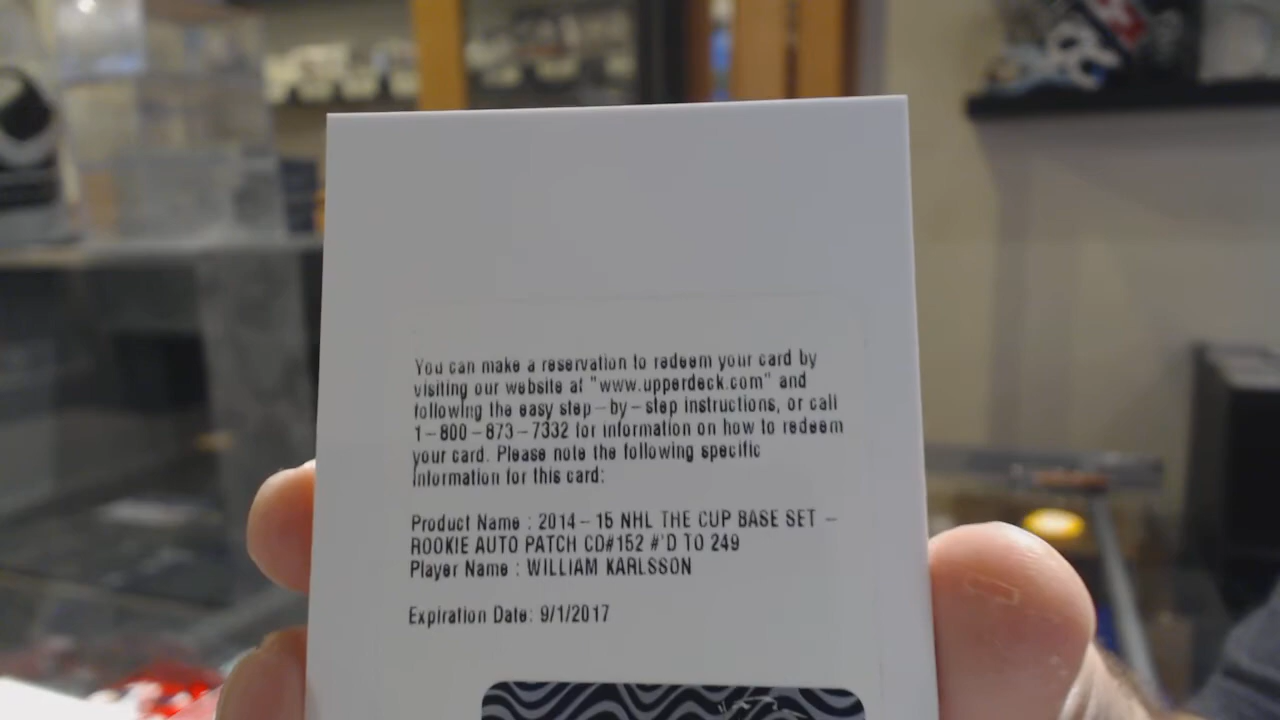 You can make a reservation to redeem your card by
visiting our website at "www.upperdeck.com" and
following the easy step-by-step instructions, or call
1-800-873-7332 for information on how to redeem
your card. Please note the following specific
information for this card:
Product Name : 2014-15 NHL THE CUP BASE SET -
ROOKIE AUTO PATCH CD#152 #'D TO 249
Player Name : WILLIAM KARLSSON
Expiration Date: 9/1/2017